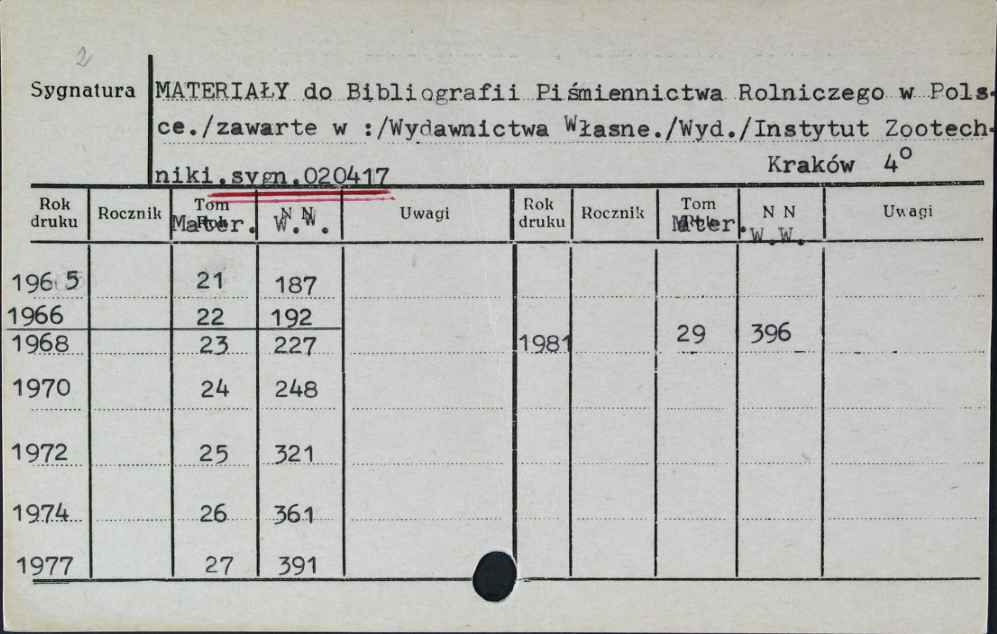 2
Sygnatura
MATERIAŁY do Bibliografii Piśmiennictwa Rolniczego w Pols-
ce./zawarte w :/Wydawnictwa Własne./Wyd./Instytut Zootech-
niki.sygn.020417 Kraków 4°
Rok druku Rocznik Tom Mater. N N W.W. Uwagi Rok druku Rocznik Tom Mater. N N W.W. Uwagi
1965 21 187
1966 22 192
1968 23 227 1981 29 396
1970 24 248
1972 25 321
1974 26 361
1977 27 391